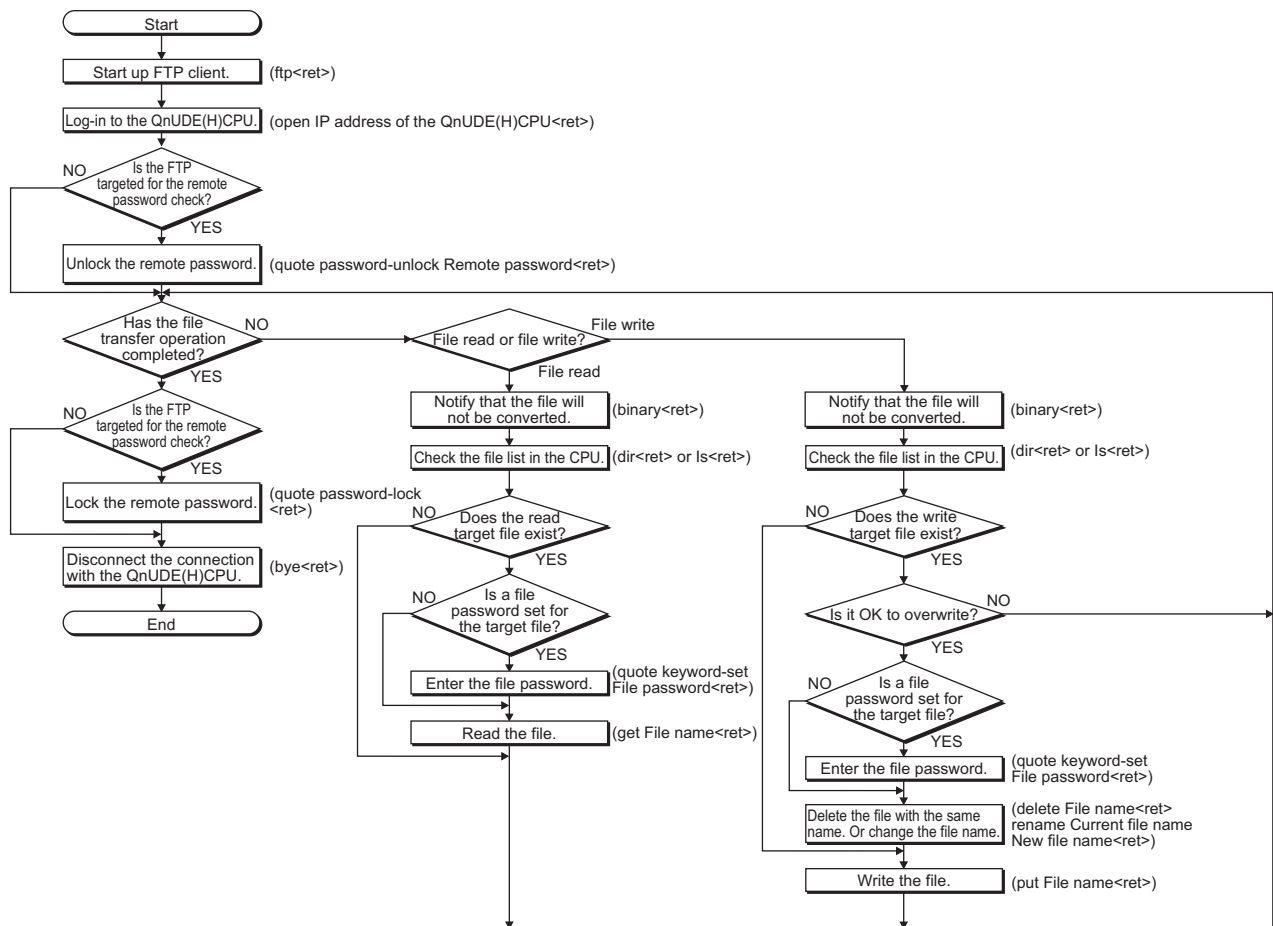 Start
Start up FTP client.
(ftp<ret>)
Log-in to the QnUDE(H)CPU.
(open IP address of the QnUDE(H)CPU<ret>)
NO
Is the FTP
targeted for the remote
password check?
YES
Unlock the remote password.
(quote password-unlock Remote password<ret>)
Has the file
transfer operation
completed?
NO
YES
NO
Is the FTP
targeted for the remote
password check?
YES
Lock the remote password.
(quote password-lock
<ret>)
Disconnect the connection
with the QnUDE(H)CPU.
(bye<ret>)
End
File read or file write?
File write
File read
Notify that the file will
not be converted.
(binary<ret>)
Check the file list in the CPU.
(dir<ret> or ls<ret>)
NO
Does the read
target file exist?
YES
NO
Is a file
password set for
the target file?
YES
Enter the file password.
(quote keyword-set
File password<ret>)
Read the file.
(get File name<ret>)
Notify that the file will
not be converted.
(binary<ret>)
Check the file list in the CPU.
(dir<ret> or ls<ret>)
NO
Does the write
target file exist?
YES
Is it OK to overwrite?
NO
YES
NO
Is a file
password set for
the target file?
YES
Enter the file password.
(quote keyword-set
File password<ret>)
Delete the file with the same
name. Or change the file name.
(delete File name<ret>
rename Current file name
New file name<ret>)
Write the file.
(put File name<ret>)